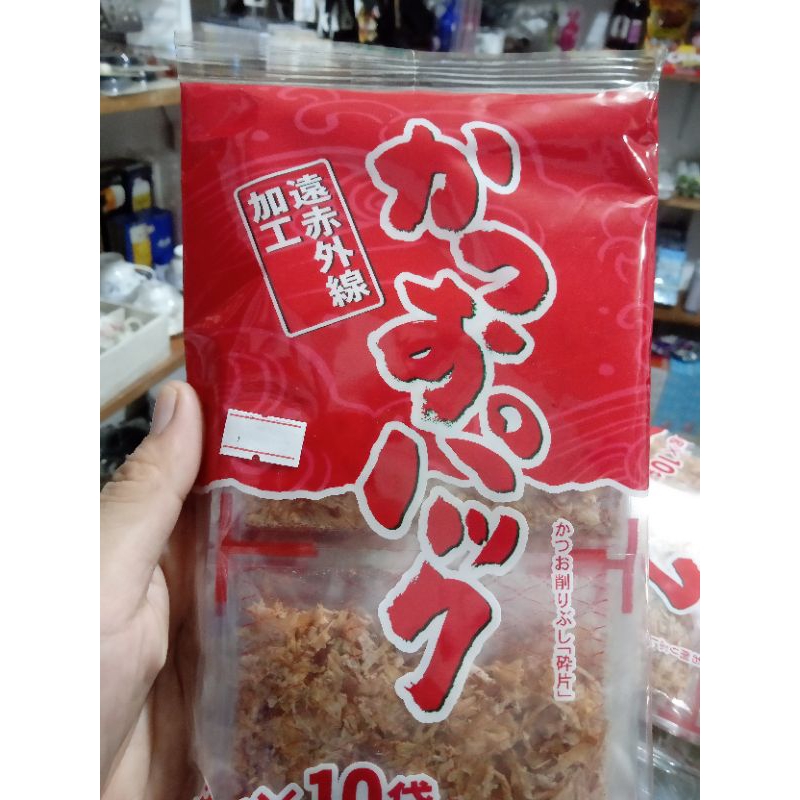 かつおパック
遠赤外線
加工
かつお削りぶし「砕片」
×10袋
×10